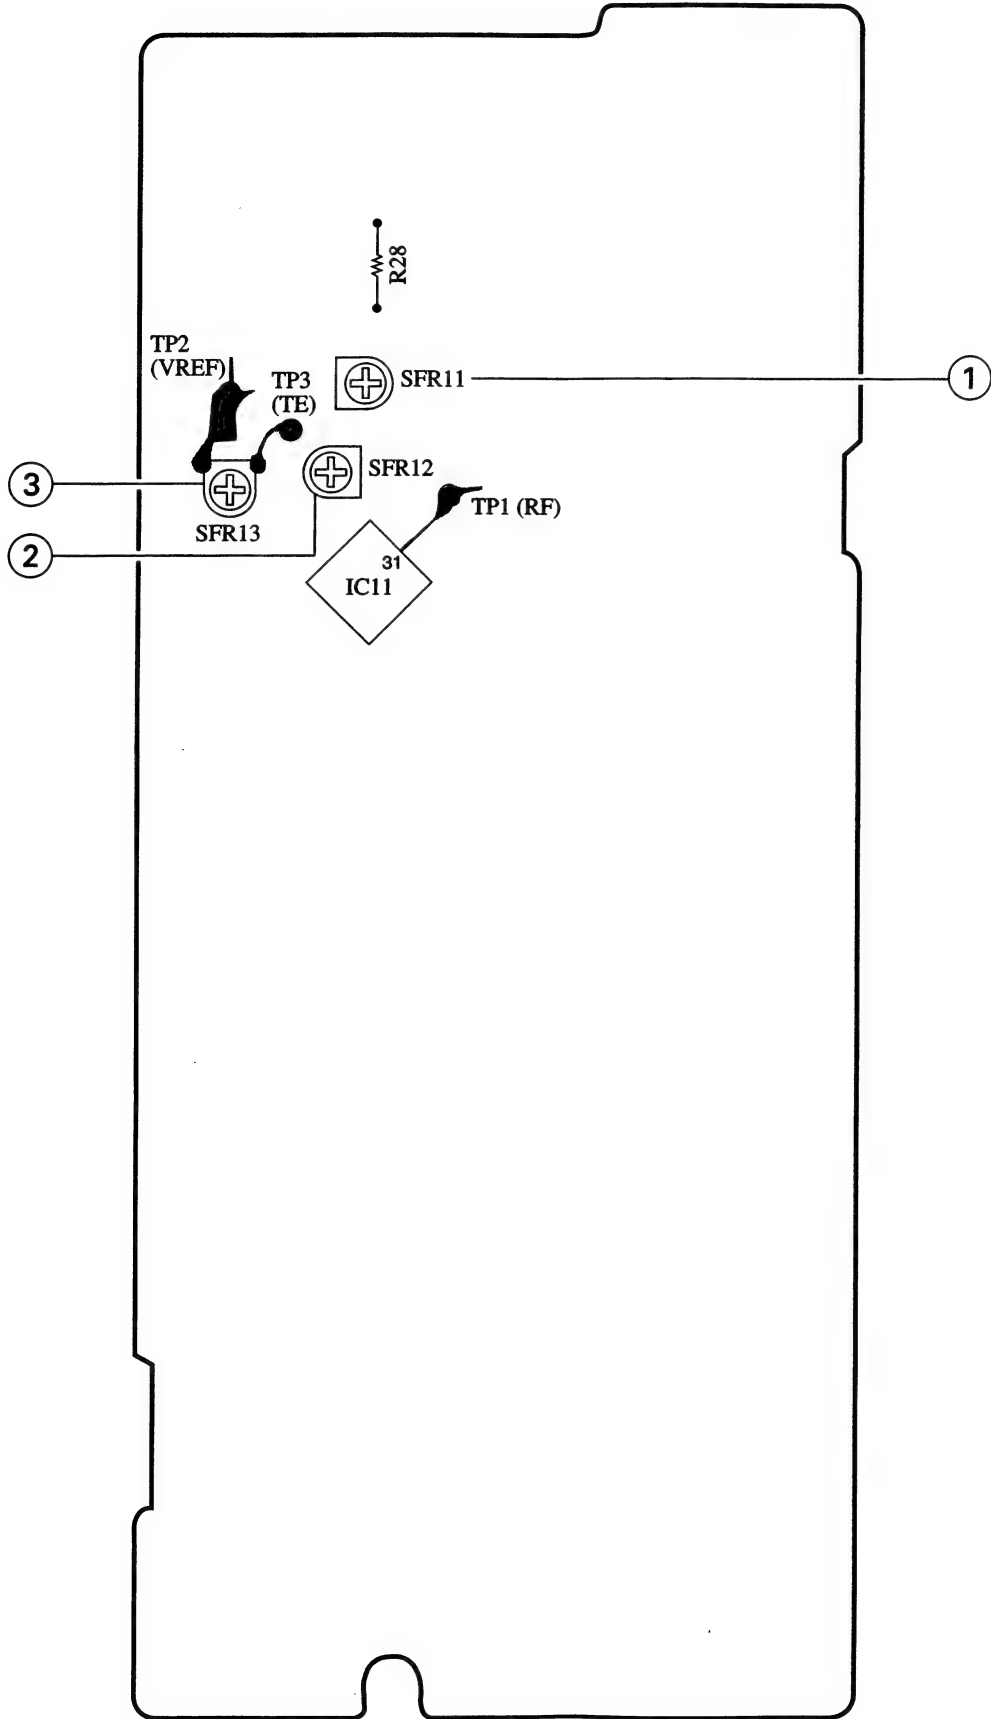 R28
TP2
(VREF)
TP3
(TE)
SFR11
1
SFR12
3
TP1 (RF)
SFR13
2
31
IC11